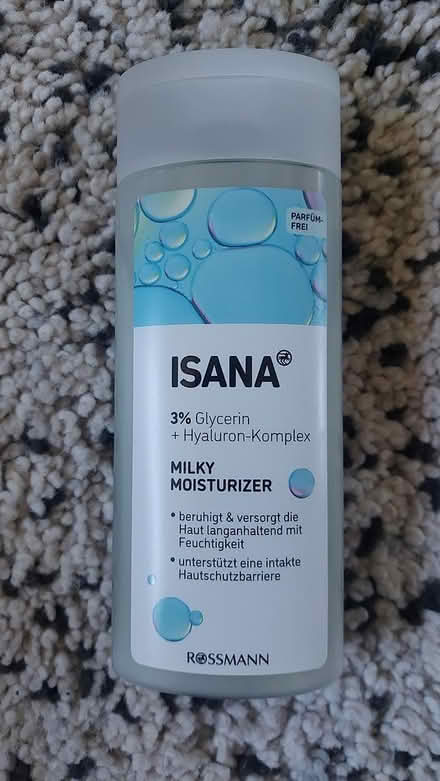 PARFÜM-
FREI
ISANA
3% Glycerin
+ Hyaluron-Komplex
MILKY
MOISTURIZER
• beruhigt & versorgt die
Haut langanhaltend mit
Feuchtigkeit
• unterstützt eine intakte
Hautschutzbarriere
ROSSMANN